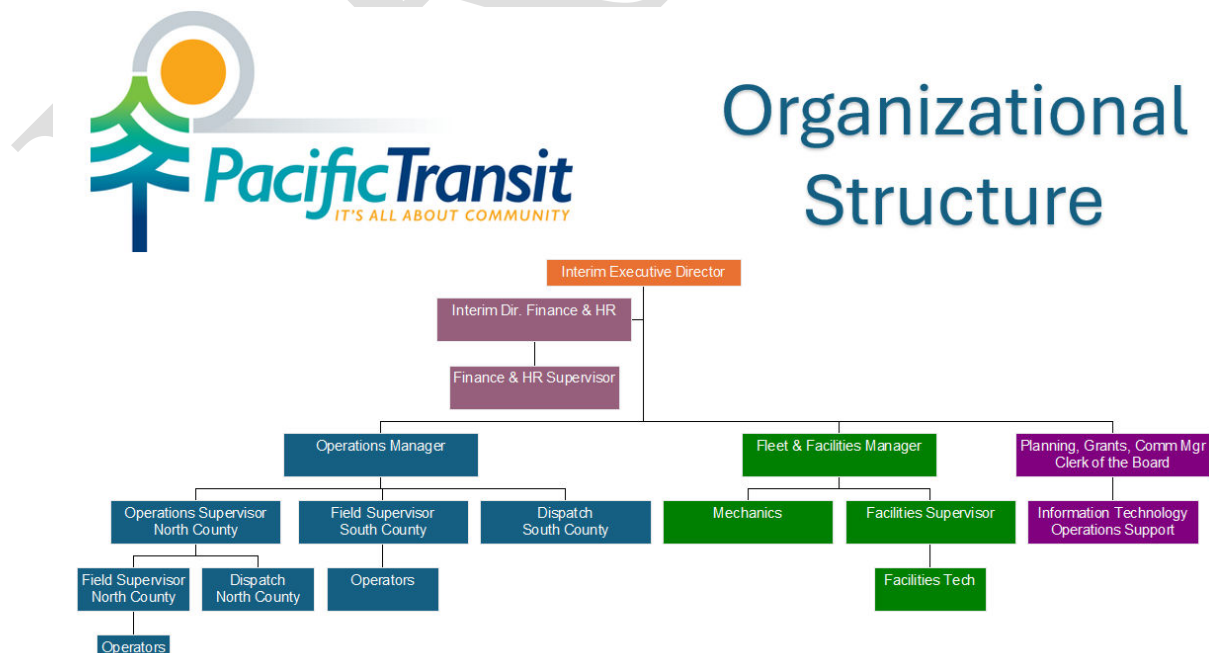 PacificTransit
IT'S ALL ABOUT COMMUNITY
Organizational
Structure
Interim Executive Director
Interim Dir. Finance & HR
Finance & HR Supervisor
Operations Manager
Fleet & Facilities Manager
Planning, Grants, Comm Mgr
Clerk of the Board
Operations Supervisor
North County
Field Supervisor
South County
Dispatch
South County
Mechanics
Facilities Supervisor
Information Technology
Operations Support
Field Supervisor
North County
Dispatch
North County
Operators
Facilities Tech
Operators